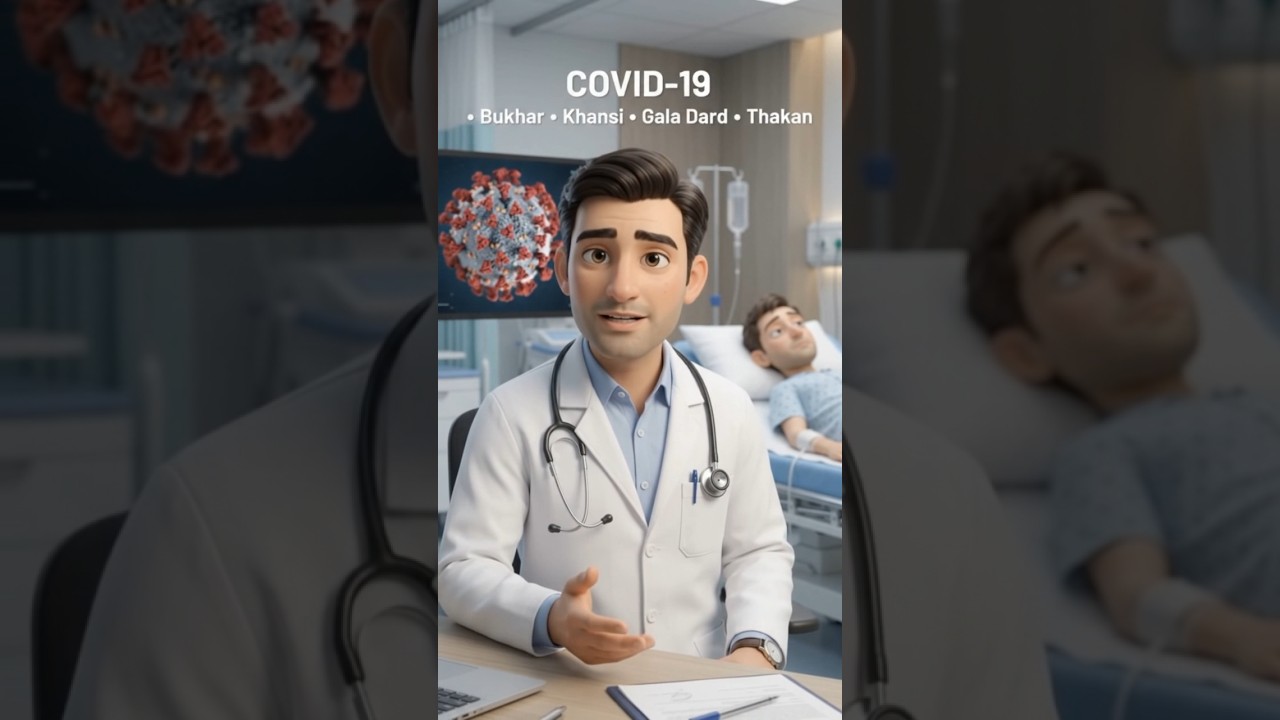 COVID-19
• Bukhar • Khansi • Gala Dard • Thakan